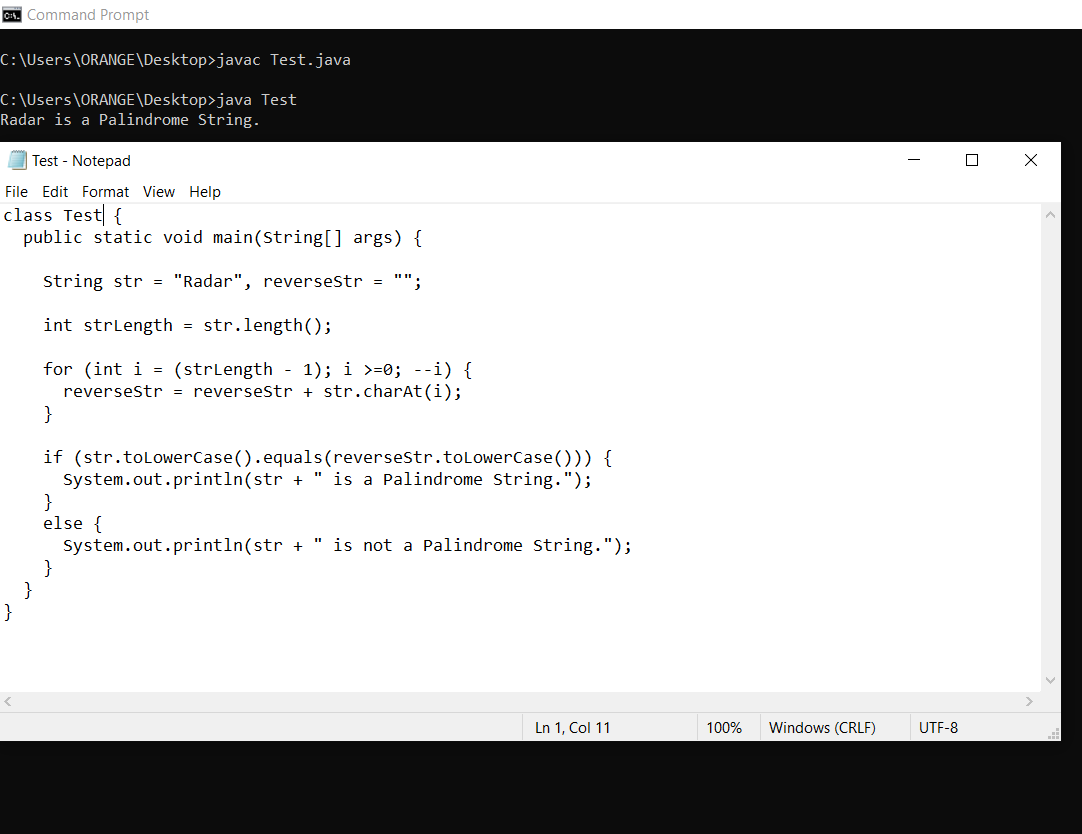 Command Prompt
C:\Users\ORANGE\Desktop>javac Test.java
C:\Users\ORANGE\Desktop>java Test
Radar is a Palindrome String.
Test - Notepad
File Edit Format View Help
class Test {
  public static void main(String[] args) {
    String str = "Radar", reverseStr = "";
    int strLength = str.length();
    for (int i = (strLength - 1); i >=0; --i) {
      reverseStr = reverseStr + str.charAt(i);
    }
    if (str.toLowerCase().equals(reverseStr.toLowerCase())) {
      System.out.println(str + " is a Palindrome String.");
    }
    else {
      System.out.println(str + " is not a Palindrome String.");
    }
  }
}
Ln 1, Col 11 100% Windows (CRLF) UTF-8